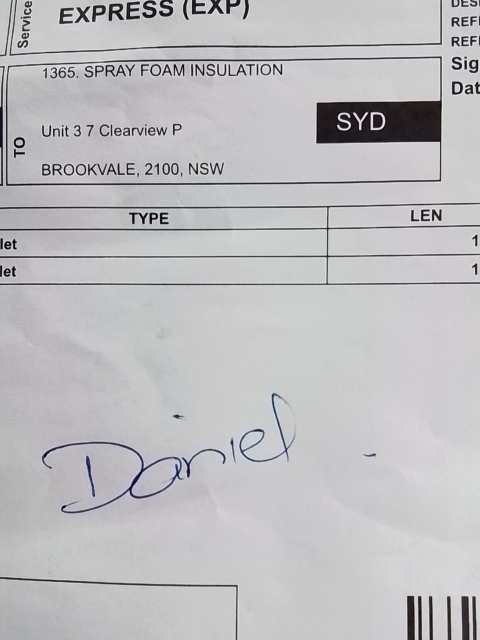 Service
EXPRESS (EXP)
REF
REF
Sig
Dat
TO
1365. SPRAY FOAM INSULATION
Unit 3 7 Clearview P
BROOKVALE, 2100, NSW
SYD
TYPE LEN
let 1
let 1
Daniel